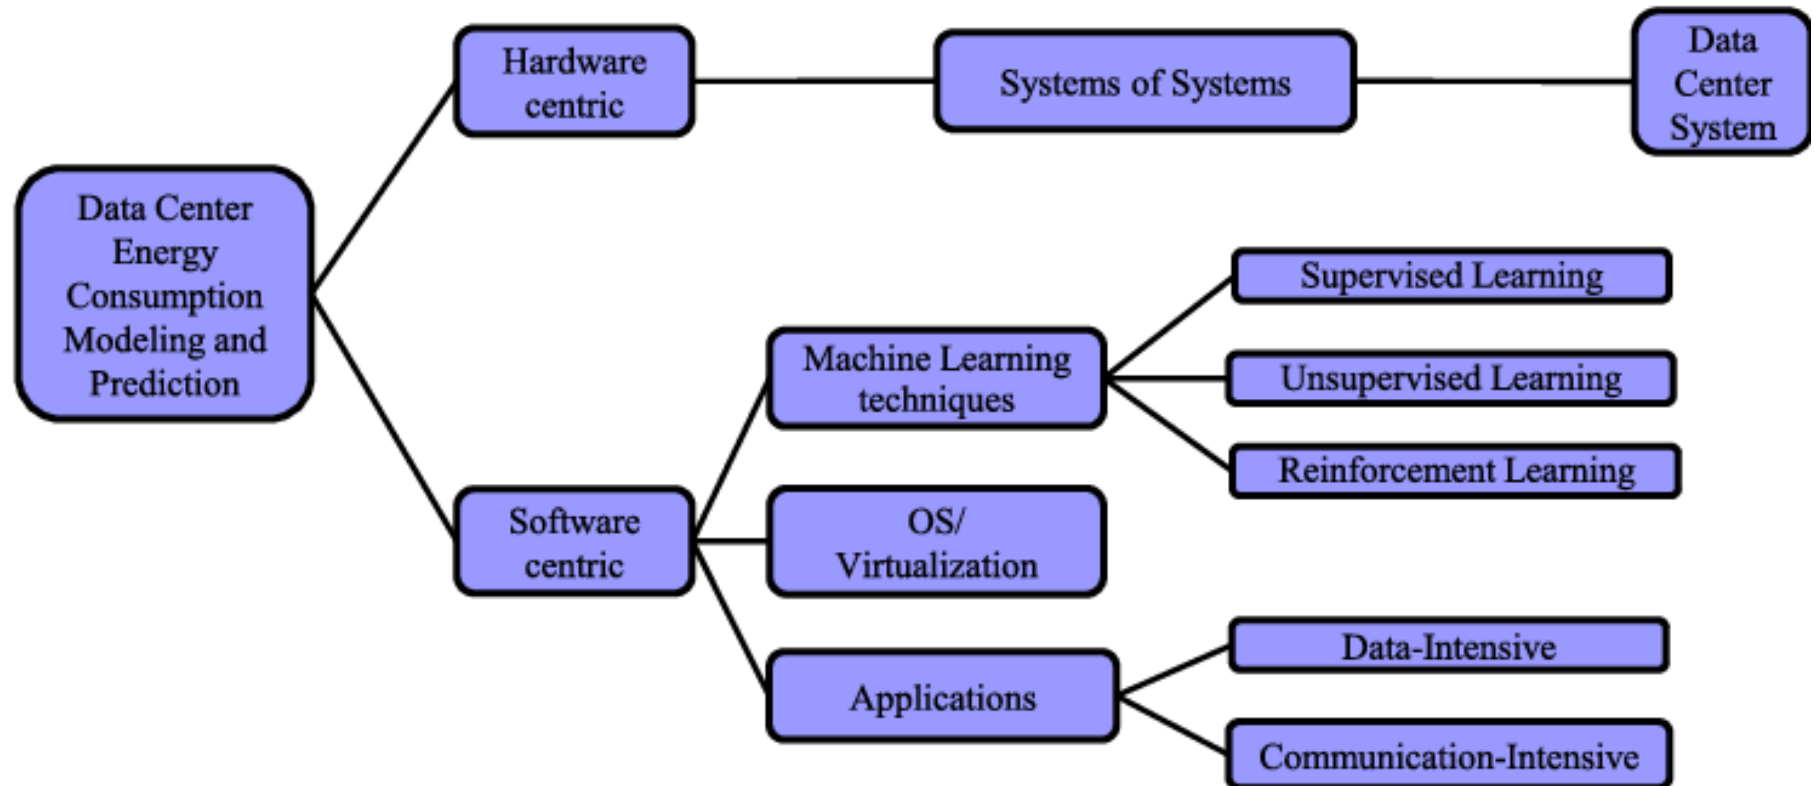 Data Center
Energy
Consumption
Modeling and
Prediction
Hardware
centric
Systems of Systems
Data
Center
System
Software
centric
Machine Learning
techniques
Supervised Learning
Unsupervised Learning
Reinforcement Learning
OS/
Virtualization
Applications
Data-Intensive
Communication-Intensive